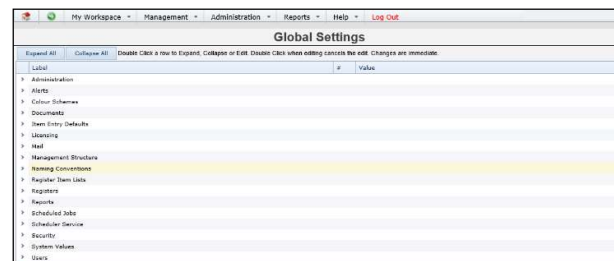 My Workspace Management Administration Reports Help Log Out
Global Settings
Expand All Collapse All Double Click a row to Expand, Collapse or Edit. Double Click when editing cancels the edit. Changes are immediate.
Label # Value
Administration
Alerts
Colour Schemes
Documents
Item Entry Defaults
Licensing
Mail
Management Structure
Naming Conventions
Register Item Lists
Registers
Reports
Scheduled Jobs
Scheduler Service
Security
System Values
Users